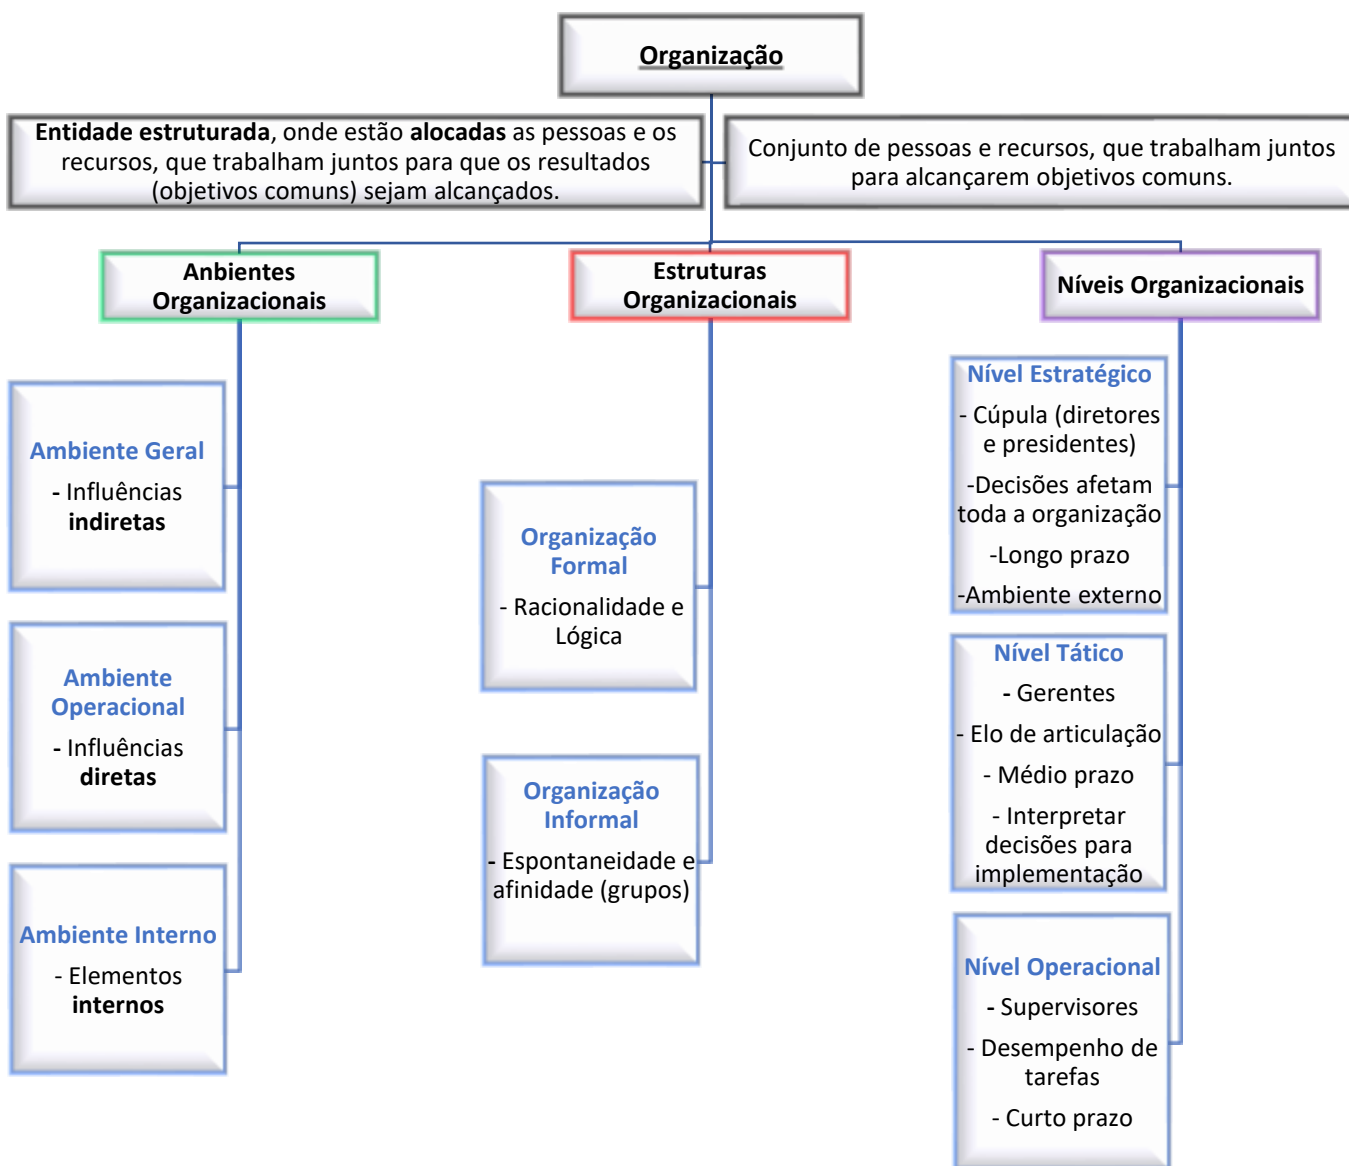 Organização
Entidade estruturada, onde estão alocadas as pessoas e os
recursos, que trabalham juntos para que os resultados
(objetivos comuns) sejam alcançados.
Conjunto de pessoas e recursos, que trabalham juntos
para alcançarem objetivos comuns.
Anbientes
Organizacionais
Ambiente Geral
- Influências
indiretas
Ambiente
Operacional
- Influências
diretas
Ambiente Interno
- Elementos
internos
Estruturas
Organizacionais
Organização
Formal
- Racionalidade e
Lógica
Organização
Informal
- Espontaneidade e
afinidade (grupos)
Níveis Organizacionais
Nível Estratégico
- Cúpula (diretores
e presidentes)
-Decisões afetam
toda a organização
-Longo prazo
-Ambiente externo
Nível Tático
- Gerentes
- Elo de articulação
- Médio prazo
- Interpretar
decisões para
implementação
Nível Operacional
- Supervisores
- Desempenho de
tarefas
- Curto prazo